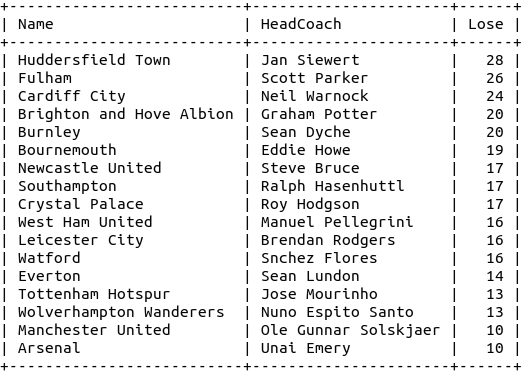 +--------------------------+----------------------+------+
| Name                     | HeadCoach            | Lose |
+--------------------------+----------------------+------+
| Huddersfield Town        | Jan Siewert          |   28 |
| Fulham                   | Scott Parker         |   26 |
| Cardiff City             | Neil Warnock         |   24 |
| Brighton and Hove Albion | Graham Potter        |   20 |
| Burnley                  | Sean Dyche           |   20 |
| Bournemouth              | Eddie Howe           |   19 |
| Newcastle United         | Steve Bruce          |   17 |
| Southampton              | Ralph Hasenhuttl     |   17 |
| Crystal Palace           | Roy Hodgson          |   17 |
| West Ham United          | Manuel Pellegrini    |   16 |
| Leicester City           | Brendan Rodgers      |   16 |
| Watford                  | Snchez Flores        |   16 |
| Everton                  | Sean Lundon          |   14 |
| Tottenham Hotspur        | Jose Mourinho        |   13 |
| Wolverhampton Wanderers  | Nuno Espito Santo    |   13 |
| Manchester United        | Ole Gunnar Solskjaer |   10 |
| Arsenal                  | Unai Emery           |   10 |
+--------------------------+----------------------+------+